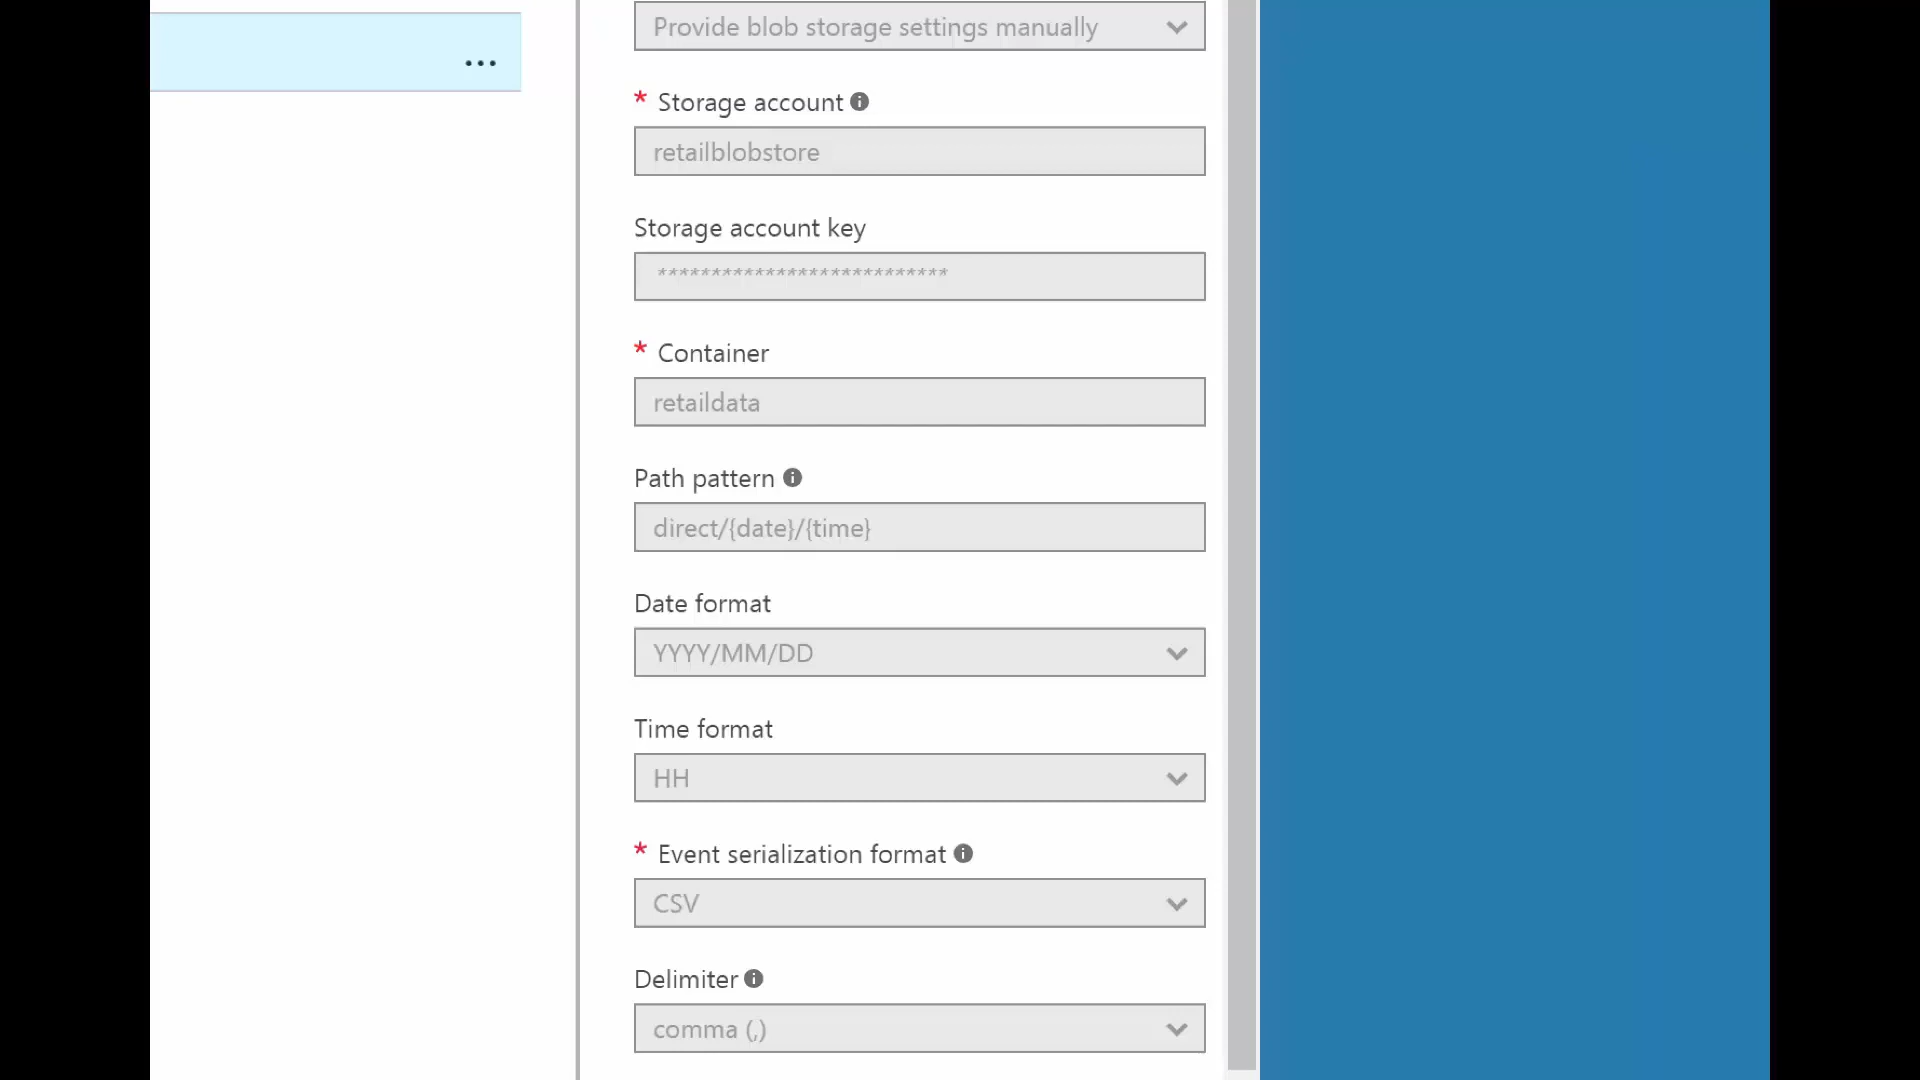 Provide blob storage settings manually
...
* Storage account
retailblobstore
Storage account key
***************************
* Container
retaildata
Path pattern
direct/{date}/{time}
Date format
YYYY/MM/DD
Time format
HH
* Event serialization format
CSV
Delimiter
comma (,)